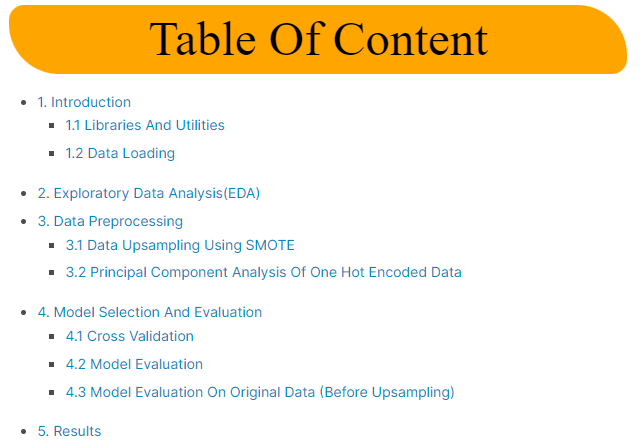 Table Of Content
1. Introduction
1.1 Libraries And Utilities
1.2 Data Loading
2. Exploratory Data Analysis(EDA)
3. Data Preprocessing
3.1 Data Upsampling Using SMOTE
3.2 Principal Component Analysis Of One Hot Encoded Data
4. Model Selection And Evaluation
4.1 Cross Validation
4.2 Model Evaluation
4.3 Model Evaluation On Original Data (Before Upsampling)
5. Results